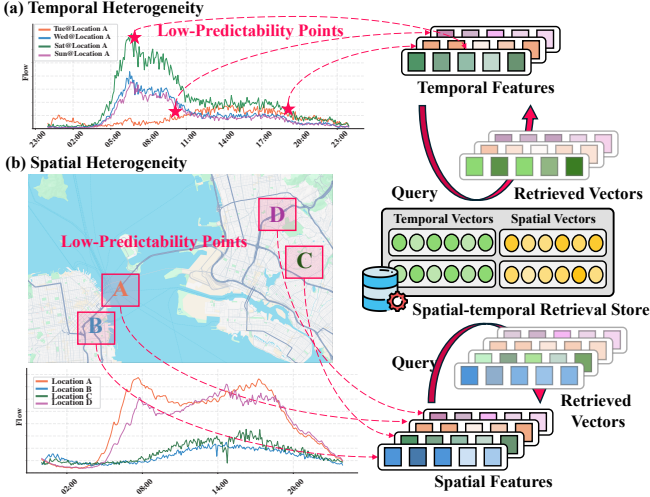 (a) Temporal Heterogeneity
Tue@Location A
Wed@Location A
Sat@Location A
Sun@Location A
Low-Predictability Points
Flow
23:00
02:00
05:00
08:00
11:00
14:00
17:00
20:00
23:00
Temporal Features
Query
Retrieved Vectors
(b) Spatial Heterogeneity
Low-Predictability Points
D
C
A
B
Temporal Vectors
Spatial Vectors
Spatial-temporal Retrieval Store
Query
Retrieved
Vectors
Location A
Location B
Location C
Location D
Flow
02:00
08:00
14:00
20:00
Spatial Features